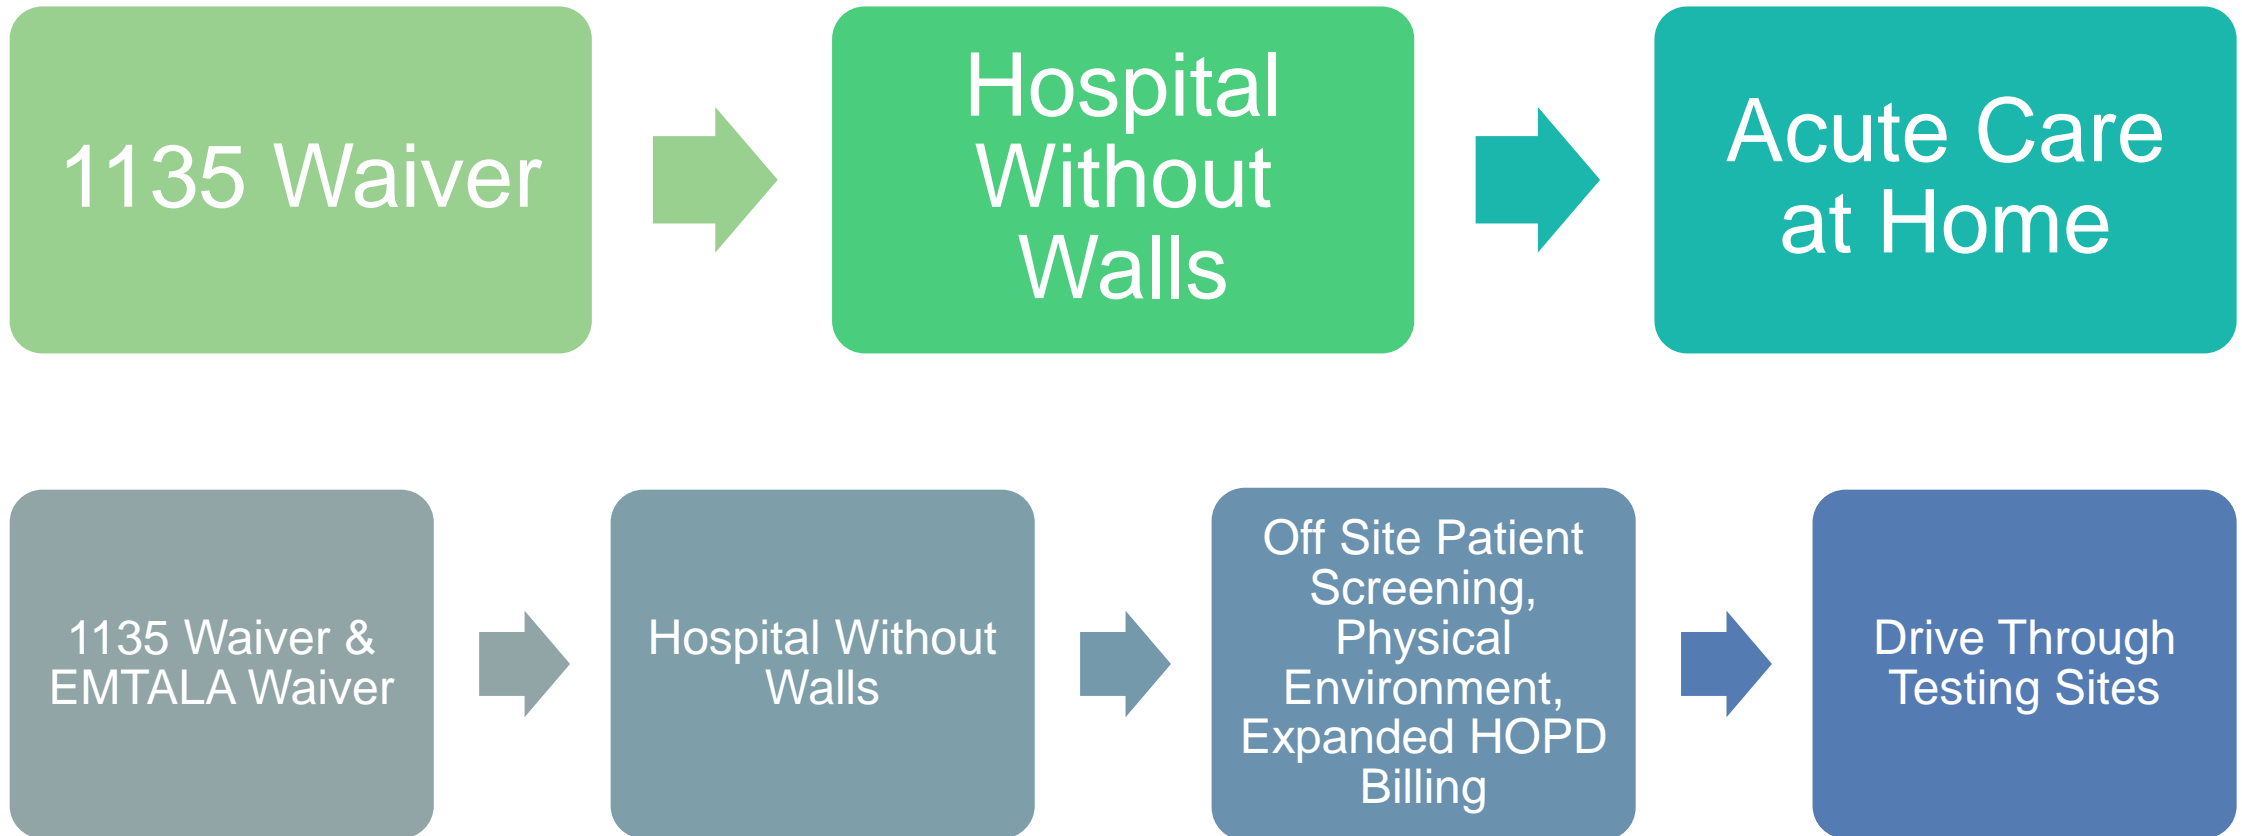 1135 Waiver
Hospital
Without
Walls
Acute Care
at Home
1135 Waiver &
EMTALA Waiver
Hospital Without
Walls
Off Site Patient
Screening,
Physical
Environment,
Expanded HOPD
Billing
Drive Through
Testing Sites